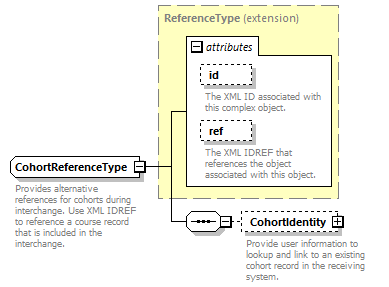 ReferenceType (extension)
attributes
id
The XML ID associated with
this complex object.
ref
The XML IDREF that
references the object
associated with this object.
CohortReferenceType
Provides alternative
references for cohorts during
interchange. Use XML IDREF
to reference a course record
that is included in the
interchange.
CohortIdentity
Provide user information to
lookup and link to an existing
cohort record in the receiving
system.